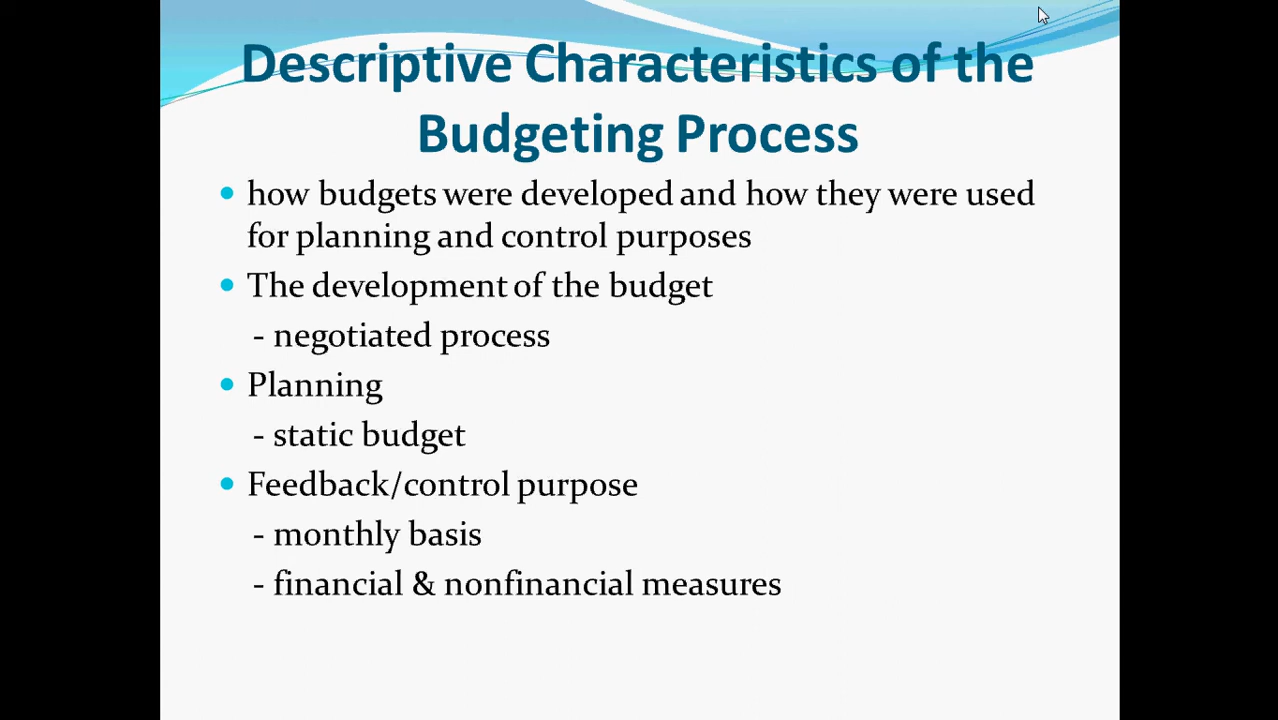 Descriptive Characteristics of the
Budgeting Process
• how budgets were developed and how they were used
for planning and control purposes
• The development of the budget
- negotiated process
• Planning
- static budget
• Feedback/control purpose
- monthly basis
- financial & nonfinancial measures